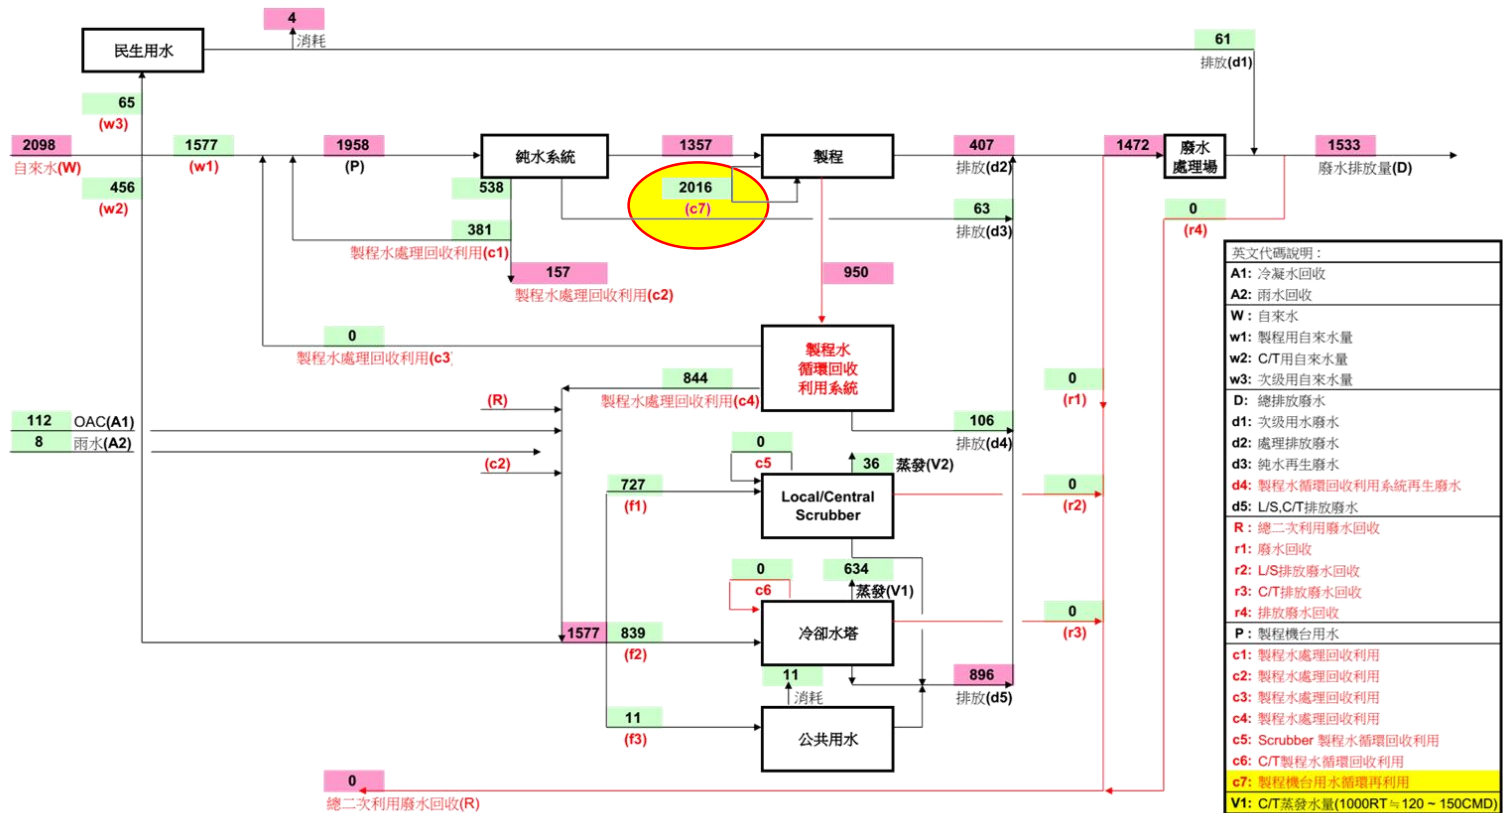 4
消耗
民生用水
61
排放(d1)
65
(w3)
2098
自來水(W)
1577
(w1)
1958
(P)
純水系統
1357
製程
407
排放(d2)
1472
廢水
處理場
1533
廢水排放量(D)
456
(w2)
538
2016
(c7)
63
排放(d3)
0
(r4)
381
製程水處理回收利用(c1)
157
製程水處理回收利用(c2)
950
0
製程水處理回收利用(c3)
製程水
循環回收
利用系統
844
製程水處理回收利用(c4)
0
(r1)
(R)
112 OAC(A1)
8 雨水(A2)
106
排放(d4)
(c2)
0
c5
36 蒸發(V2)
727
(f1)
Local/Central
Scrubber
0
(r2)
0
c6
634
蒸發(V1)
1577
839
(f2)
冷卻水塔
0
(r3)
11
消耗
896
排放(d5)
11
(f3)
公共用水
0
總二次利用廢水回收(R)
英文代碼說明：
A1: 冷凝水回收
A2: 雨水回收
W : 自來水
w1: 製程用自來水量
w2: C/T用自來水量
w3: 次级用自來水量
D: 總排放廢水
d1: 次级用水廢水
d2: 處理排放廢水
d3: 純水再生廢水
d4: 製程水循環回收利用系統再生廢水
d5: L/S,C/T排放廢水
R : 總二次利用廢水回收
r1: 廢水回收
r2: L/S排放廢水回收
r3: C/T排放廢水回收
r4: 排放廢水回收
P : 製程機台用水
c1: 製程水處理回收利用
c2: 製程水處理回收利用
c3: 製程水處理回收利用
c4: 製程水處理回收利用
c5: Scrubber 製程水循環回收利用
c6: C/T製程水循環回收利用
c7: 製程機台用水循環再利用
V1: C/T蒸發水量(1000RT≒120 ~ 150CMD)